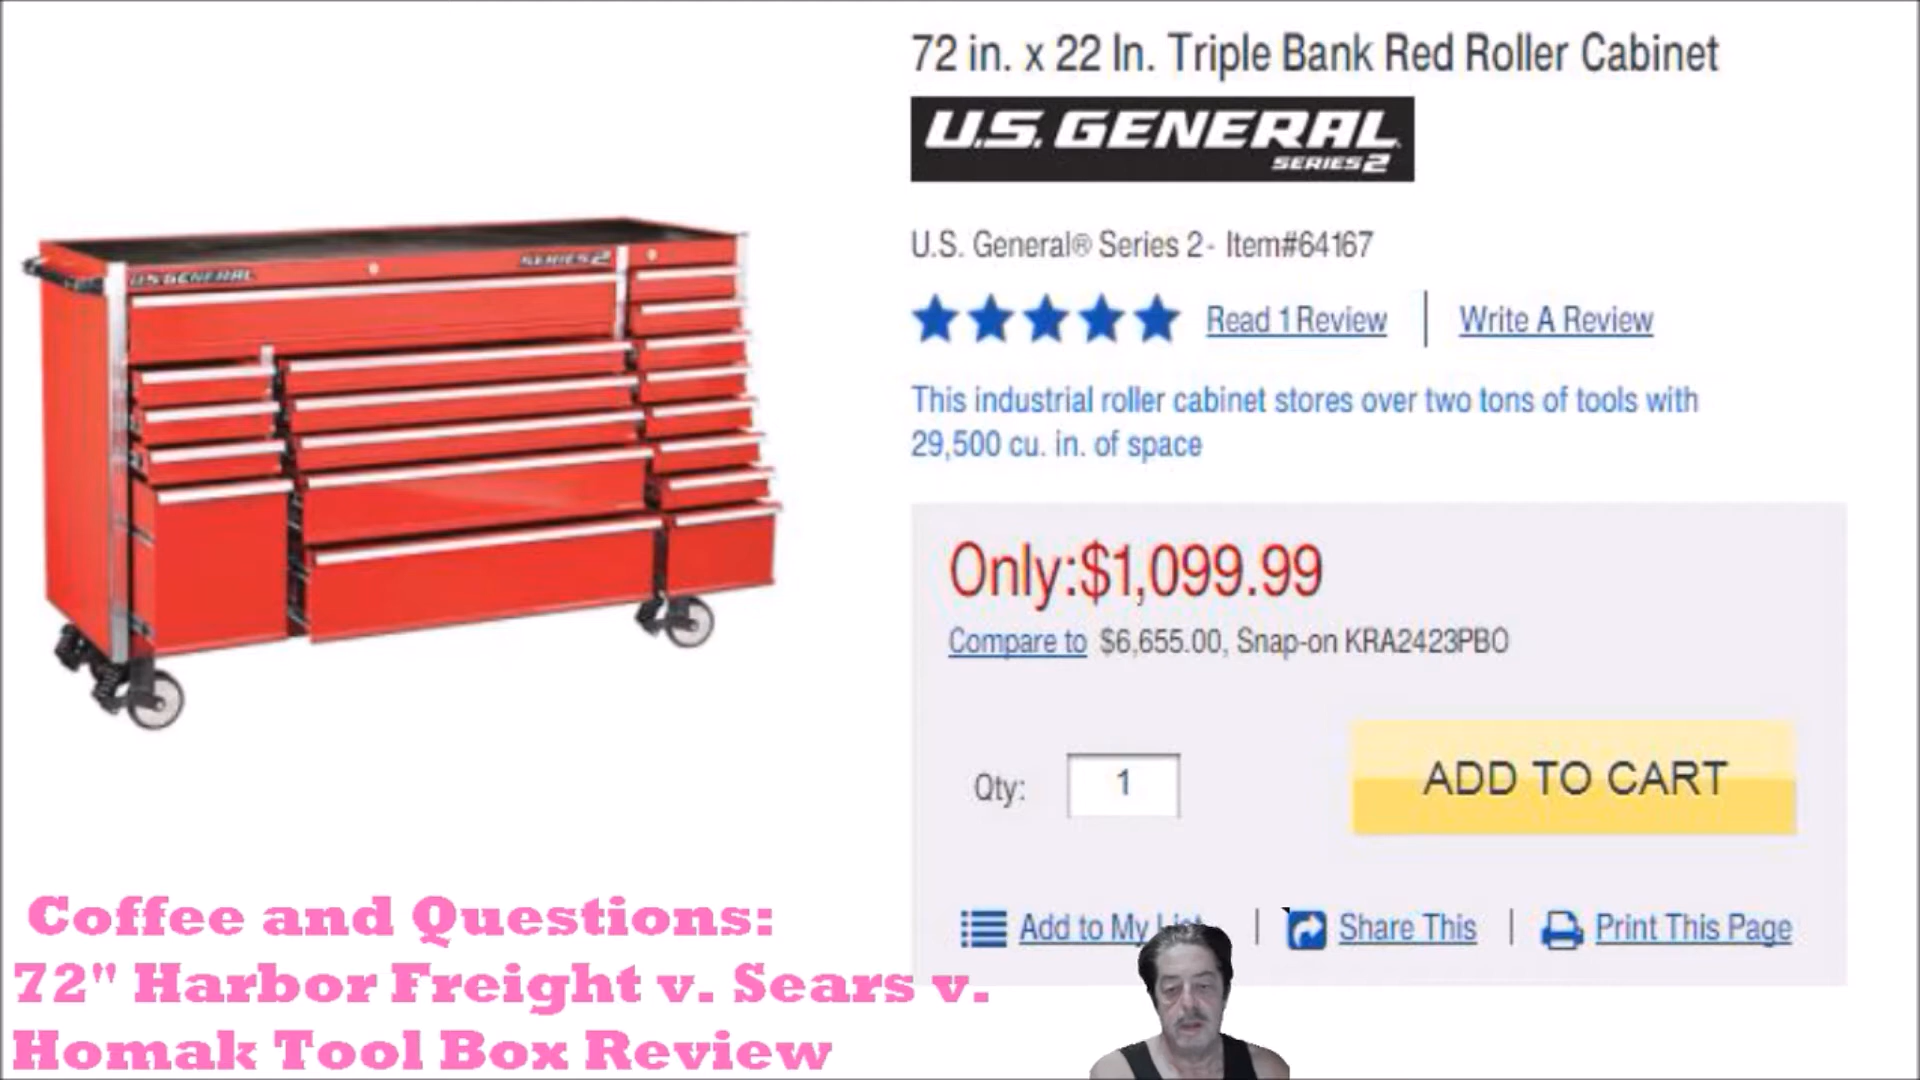 72 in. x 22 In. Triple Bank Red Roller Cabinet
U.S. GENERAL
SERIES 2
U.S. General® Series 2- Item#64167
Read 1 Review | Write A Review
This industrial roller cabinet stores over two tons of tools with
29,500 cu. in. of space
Only:$1,099.99
Compare to $6,655.00, Snap-on KRA2423PBO
Qty: 1
ADD TO CART
Add to My List | Share This | Print This Page
U.S. GENERAL
SERIES 2
Coffee and Questions:
72" Harbor Freight v. Sears v.
Homak Tool Box Review